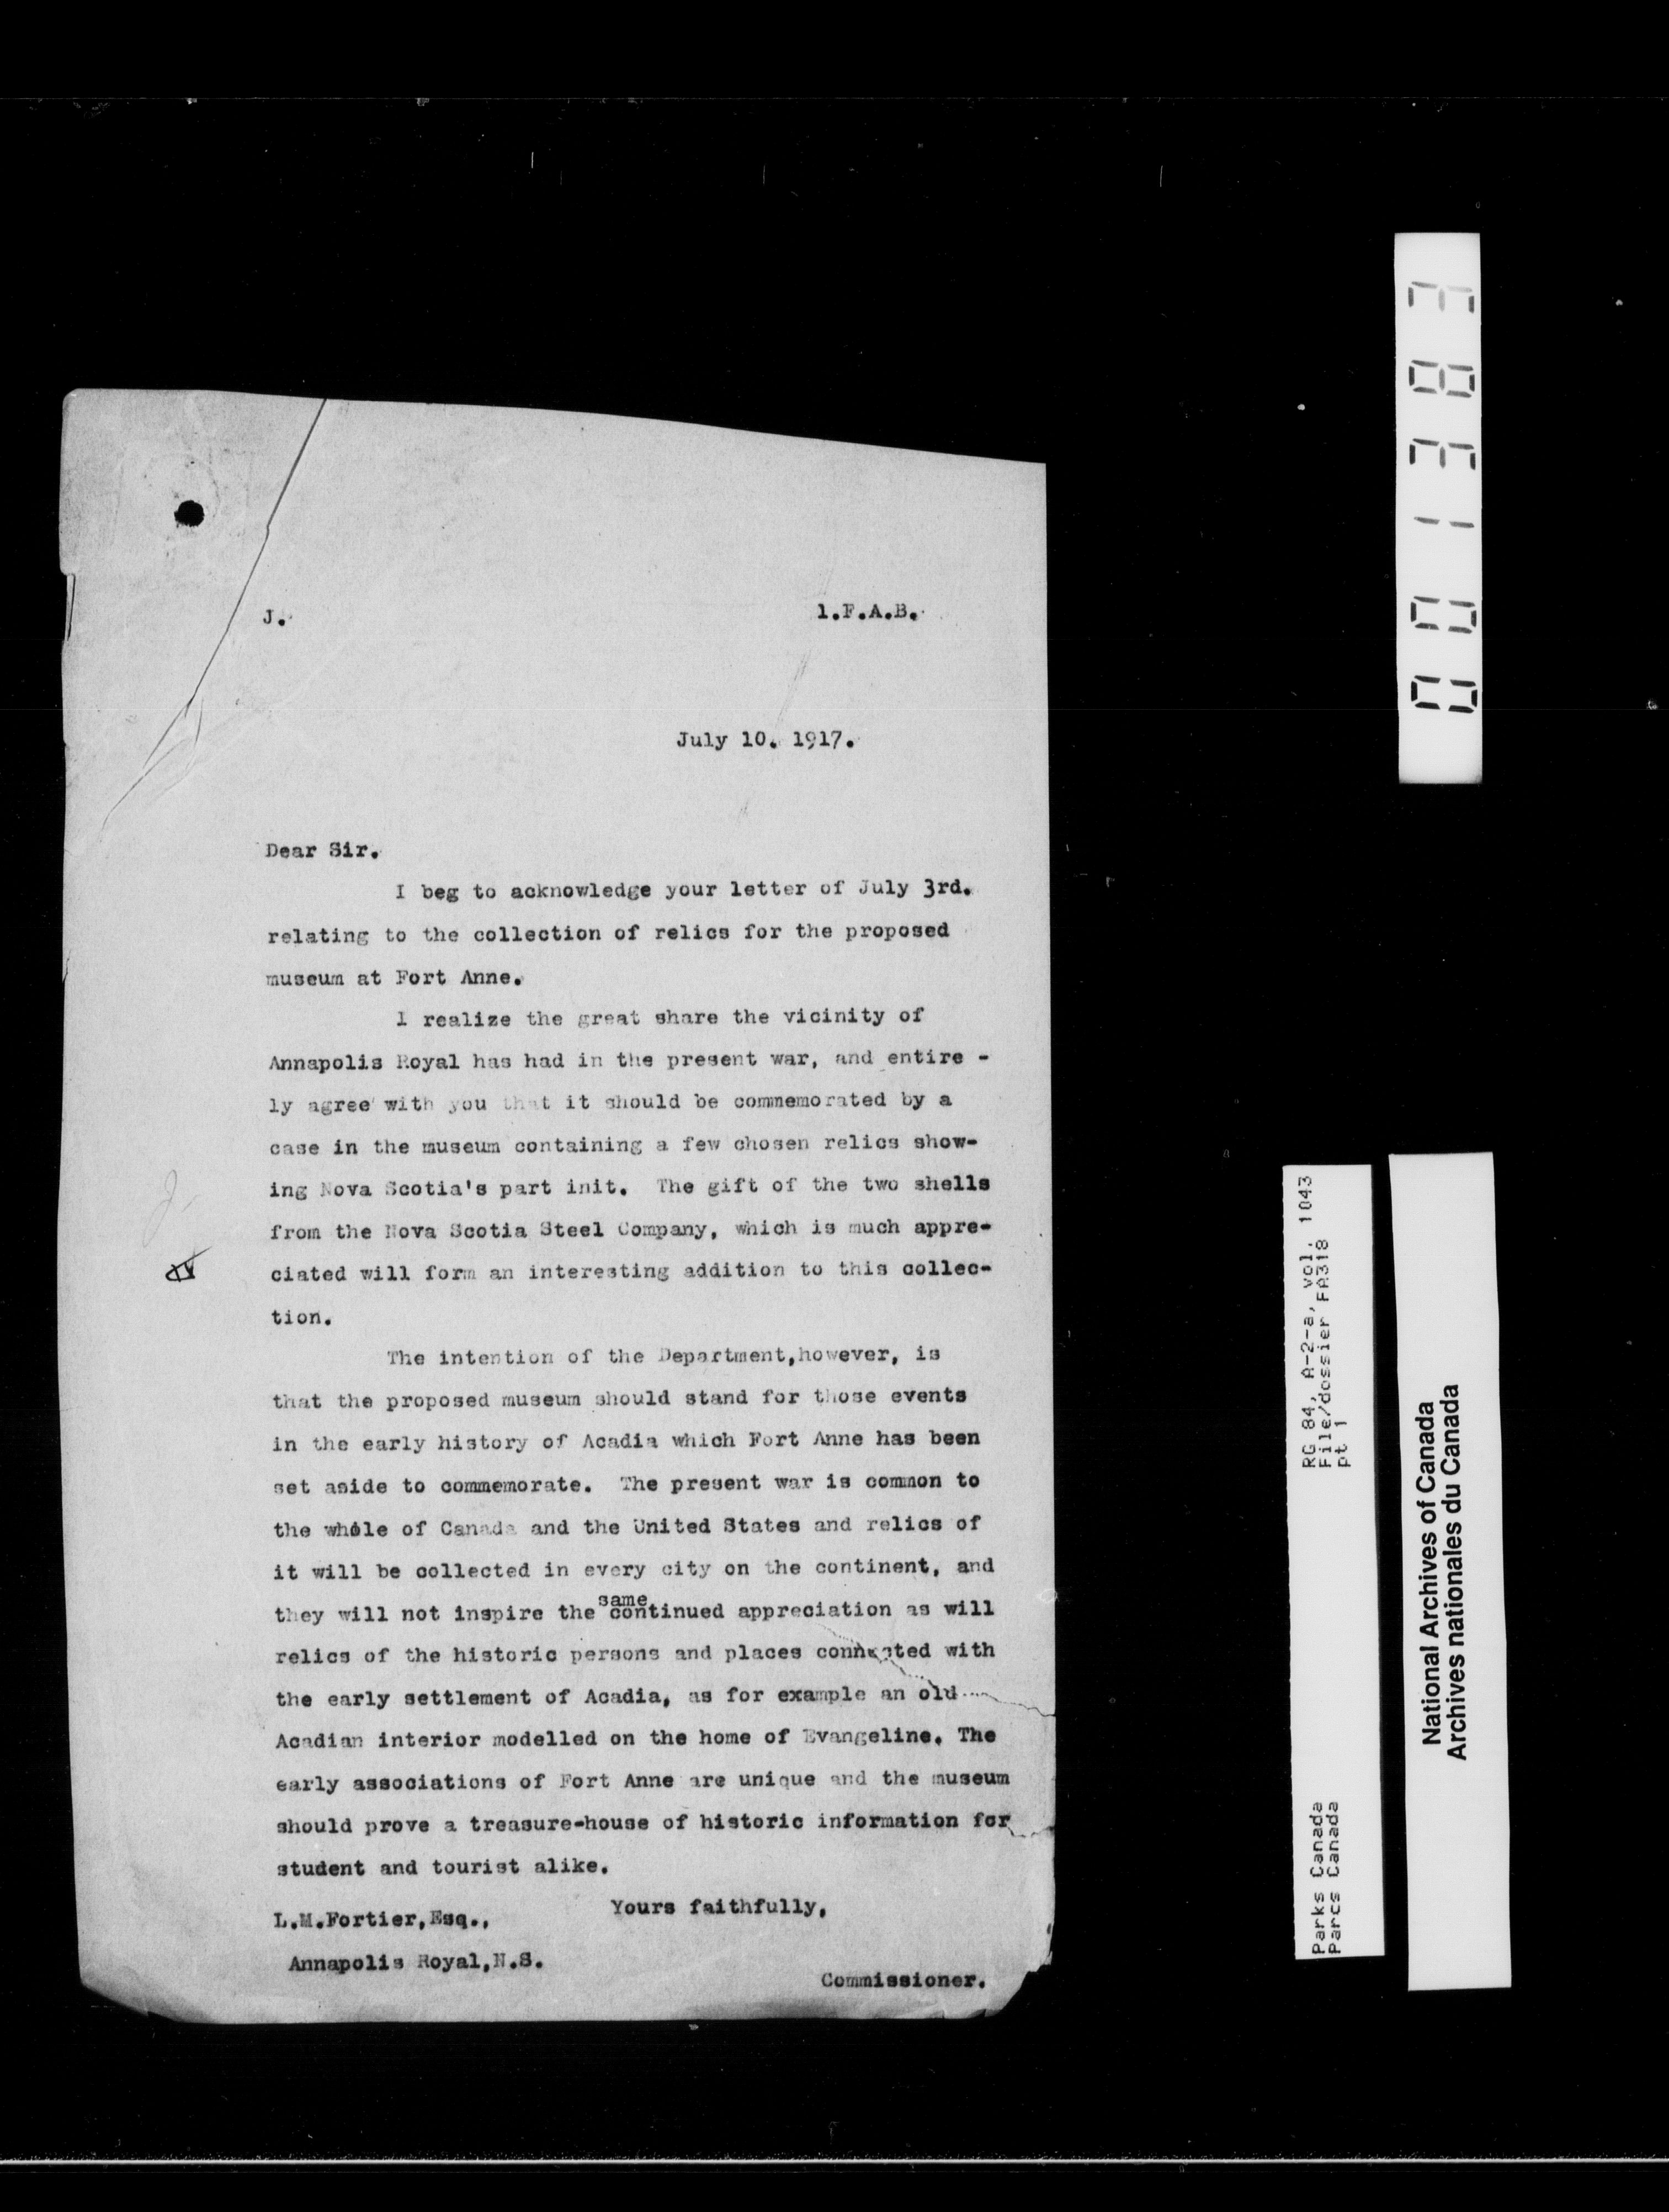 J.
1.F.A.B.
July 10. 1917.
Dear Sir.
I beg to acknowledge your letter of July 3rd.
relating to the collection of relics for the proposed
museum at Fort Anne.
I realize the great share the vicinity of
Annapolis Royal has had in the present war, and entire -
ly agree with you that it should be commemorated by a
case in the museum containing a few chosen relics show-
ing Nova Scotia's part init. The gift of the two shells
from the Nova Scotia Steel Company, which is much appre-
ciated will form an interesting addition to this collec-
tion.
The intention of the Department,however, is
that the proposed museum should stand for those events
in the early history of Acadia which Fort Anne has been
set aside to commemorate. The present war is common to
the whole of Canada and the United States and relics of
it will be collected in every city on the continent, and
they will not inspire the same continued appreciation as will
relics of the historic persons and places connected with
the early settlement of Acadia, as for example an old
Acadian interior modelled on the home of Evangeline. The
early associations of Fort Anne are unique and the museum
should prove a treasure-house of historic information for
student and tourist alike.
Yours faithfully,
L.M.Fortier,Esq.,
Annapolis Royal,N.S.
Commissioner.
001383
RG 84, A-2-a, vol. 1043
File/dossier FA318
pt 1
Parks Canada
Parcs Canada
National Archives of Canada
Archives nationales du Canada